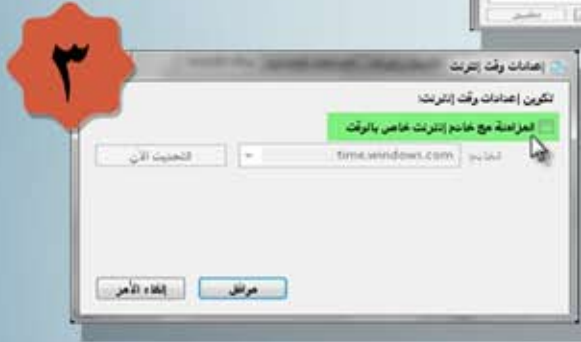 ٣
إعدادات وقت إنترنت
تكوين إعدادات وقت إنترنت:
المزامنة مع خادم إنترنت خاص بالوقت
الخادم: time.windows.com التحديث الآن
موافق إلغاء الأمر